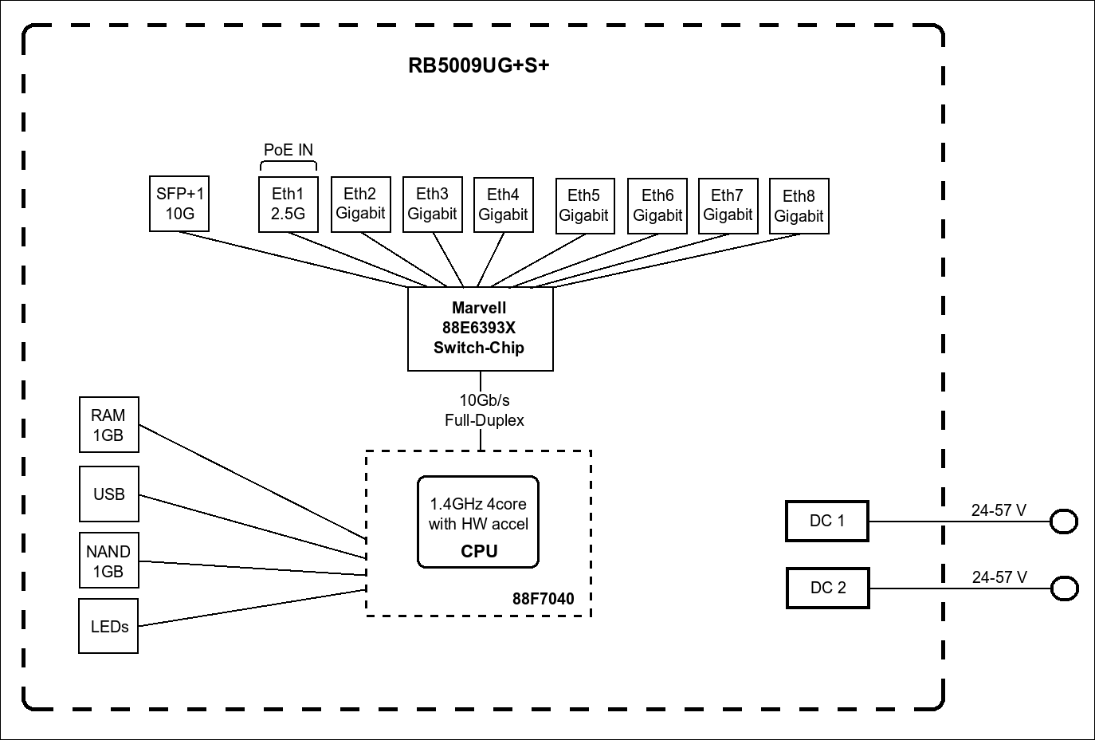 RB5009UG+S+
PoE IN
SFP+1
10G
Eth1
2.5G
Eth2
Gigabit
Eth3
Gigabit
Eth4
Gigabit
Eth5
Gigabit
Eth6
Gigabit
Eth7
Gigabit
Eth8
Gigabit
Marvell
88E6393X
Switch-Chip
10Gb/s
Full-Duplex
RAM
1GB
USB
NAND
1GB
LEDs
1.4GHz 4core
with HW accel
CPU
88F7040
DC 1
24-57 V
DC 2
24-57 V